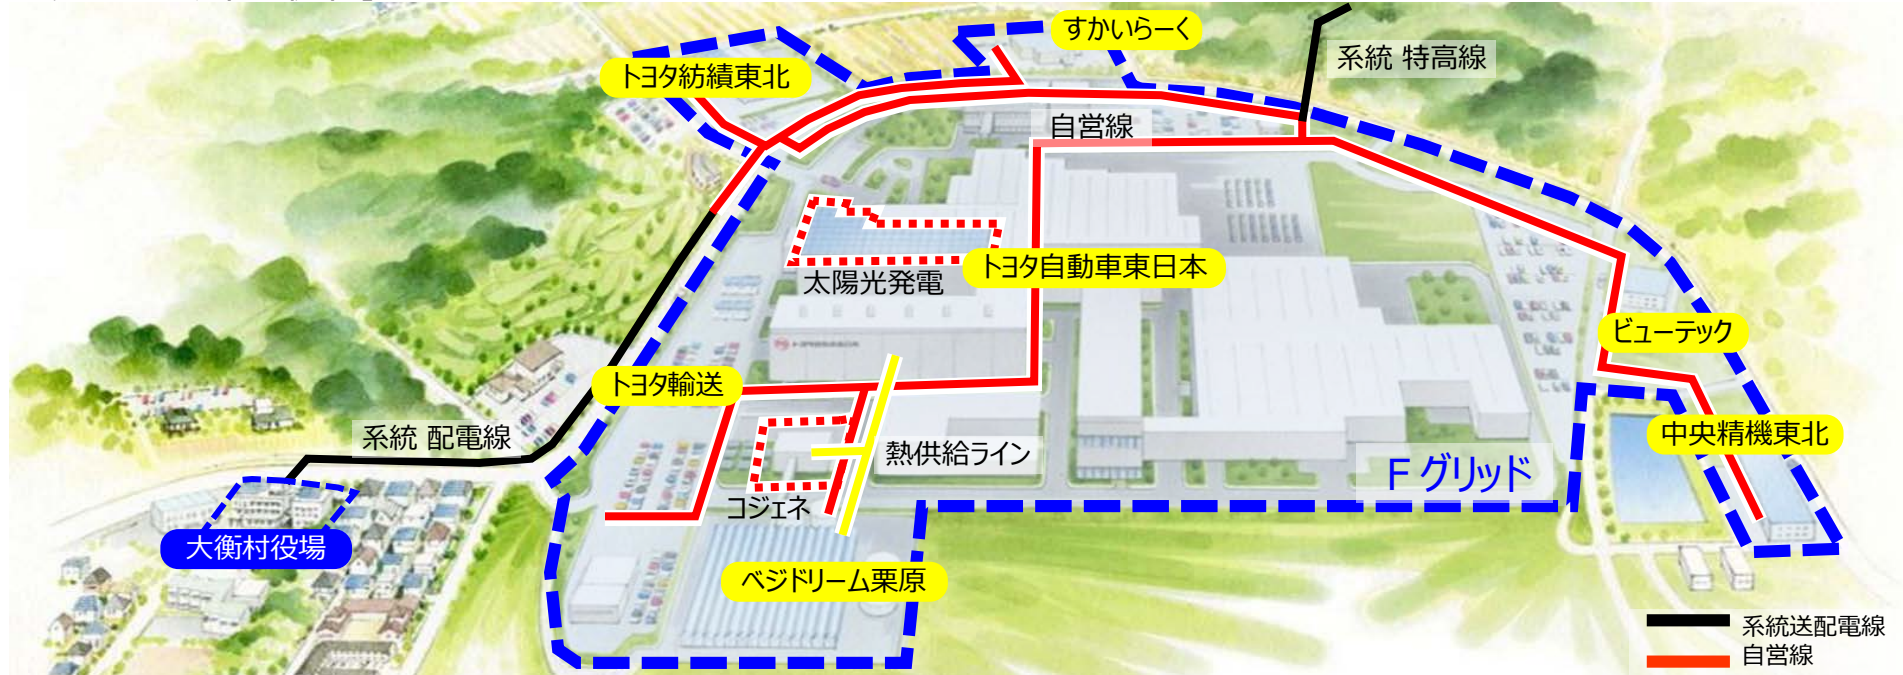 すかいらーく
系統 特高線
トヨタ紡績東北
自営線
トヨタ自動車東日本
太陽光発電
ビューテック
トヨタ輸送
中央精機東北
系統 配電線
熱供給ライン
Fグリッド
コジェネ
大衡村役場
ベジドリーム栗原
系統送配電線
自営線